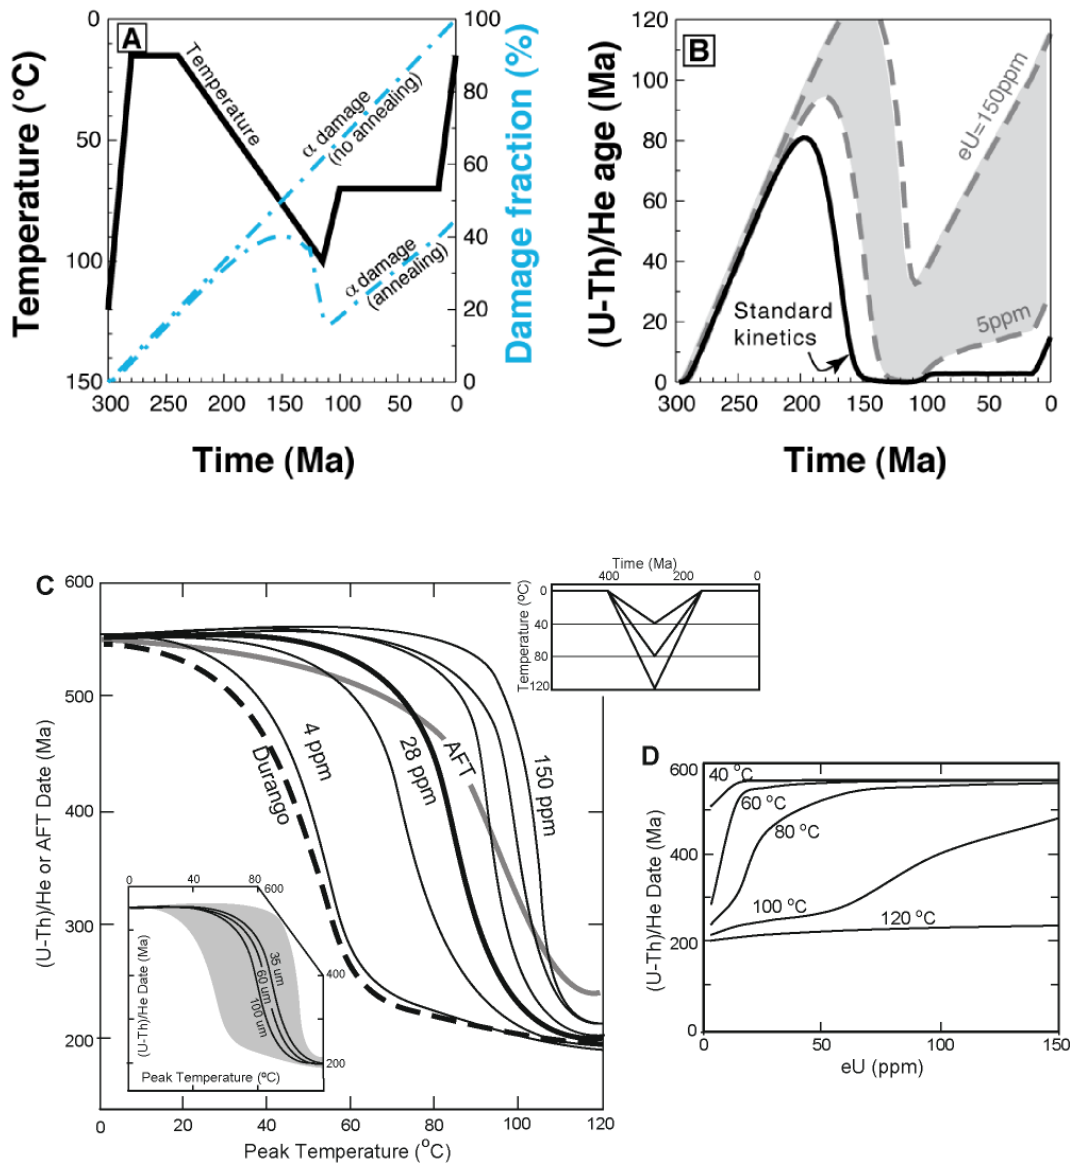 A
Temperature (°C)
0
50
100
150
300
250
200
150
100
50
0
Time (Ma)
Temperature
α damage
(no annealing)
α damage
(annealing)
100
80
60
40
20
0
Damage fraction (%)
B
(U-Th)/He age (Ma)
120
100
80
60
40
20
0
300
250
200
150
100
50
0
Time (Ma)
eU=150ppm
5ppm
Standard
kinetics
C
(U-Th)/He or AFT Date (Ma)
600
500
400
300
200
0
20
40
60
80
100
120
Peak Temperature (°C)
Durango
4 ppm
28 ppm
AFT
150 ppm
Time (Ma)
400
200
0
Temperature (°C)
0
40
80
120
0
40
80
600
400
200
(U-Th)/He Date (Ma)
35 um
60 um
100 um
Peak Temperature (°C)
D
(U-Th)/He Date (Ma)
600
400
200
0
40 °C
60 °C
80 °C
100 °C
120 °C
0
50
100
150
eU (ppm)